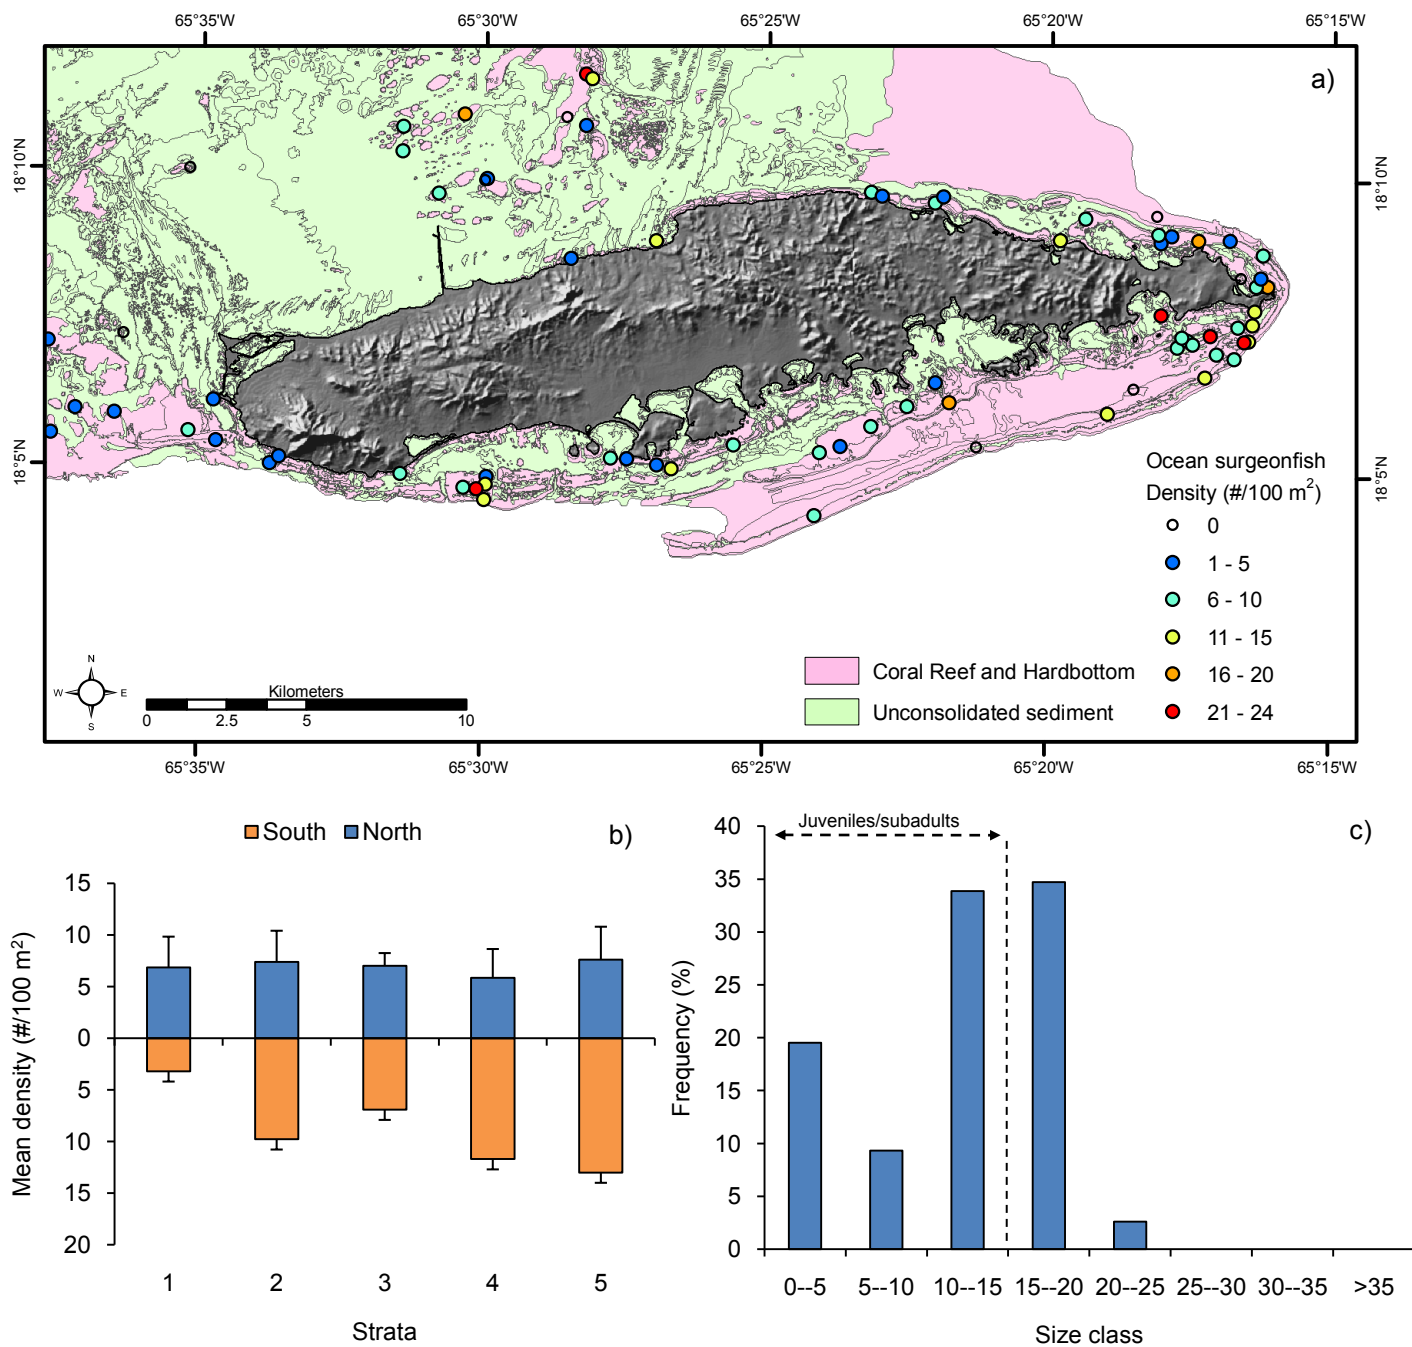 65°35'W 65°30'W 65°25'W 65°20'W 65°15'W
a)
18°10'N 18°10'N
18°5'N 18°5'N
Ocean surgeonfish
Density (#/100 m2)
0
1 - 5
6 - 10
11 - 15
16 - 20
21 - 24
Coral Reef and Hardbottom
Unconsolidated sediment
N
W E
S
Kilometers
0 2.5 5 10
65°35'W 65°30'W 65°25'W 65°20'W 65°15'W
South North b)
15
10
5
0
5
10
15
20
Mean density (#/100 m2)
1 2 3 4 5
Strata
c)
Juveniles/subadults
40
35
30
25
20
15
10
5
0
Frequency (%)
0--5 5--10 10--15 15--20 20--25 25--30 30--35 >35
Size class